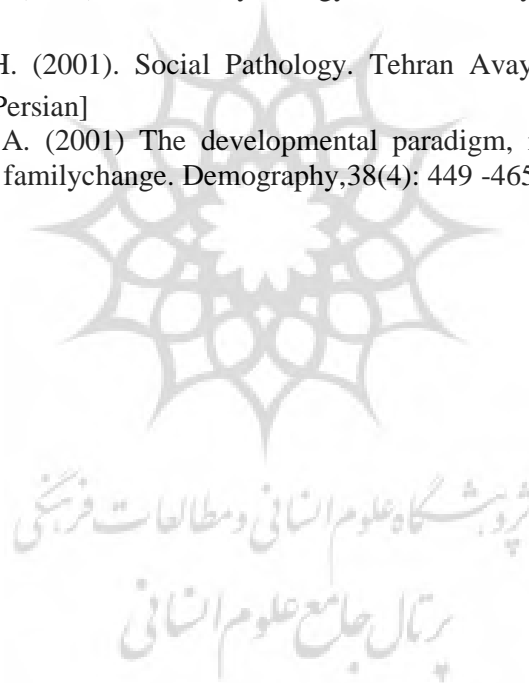 H. (2001). Social Pathology. Tehran Avay
Persian]
A. (2001) The developmental paradigm,
familychange. Demography,38(4): 449 -465
پژوهشگاه علوم انسانی و مطالعات فرهنگی
پرتال جامع علوم انسانی